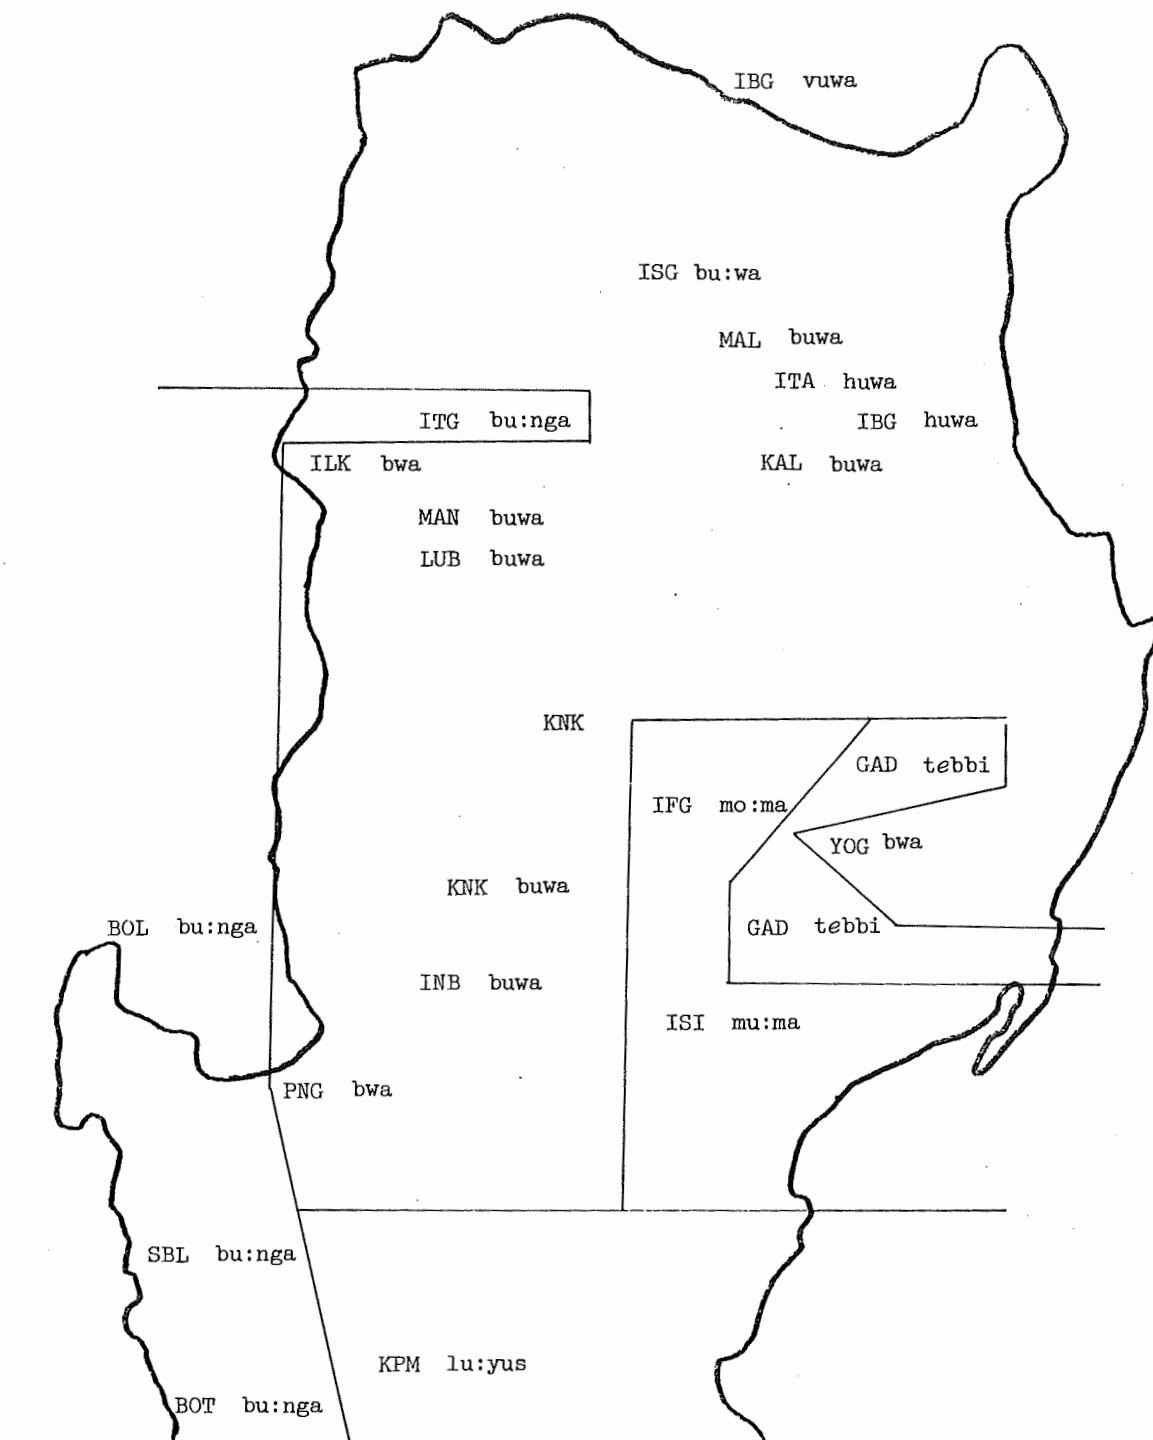 IBG vuwa
ISG bu:wa
MAL buwa
ITA huwa
ITG bu:nga
IBG huwa
ILK bwa
KAL buwa
MAN buwa
LUB buwa
KNK
GAD tebbi
IFG mo:ma
YOG bwa
KNK buwa
BOL bu:nga
GAD tebbi
INB buwa
ISI mu:ma
PNG bwa
SBL bu:nga
KPM lu:yus
BOT bu:nga